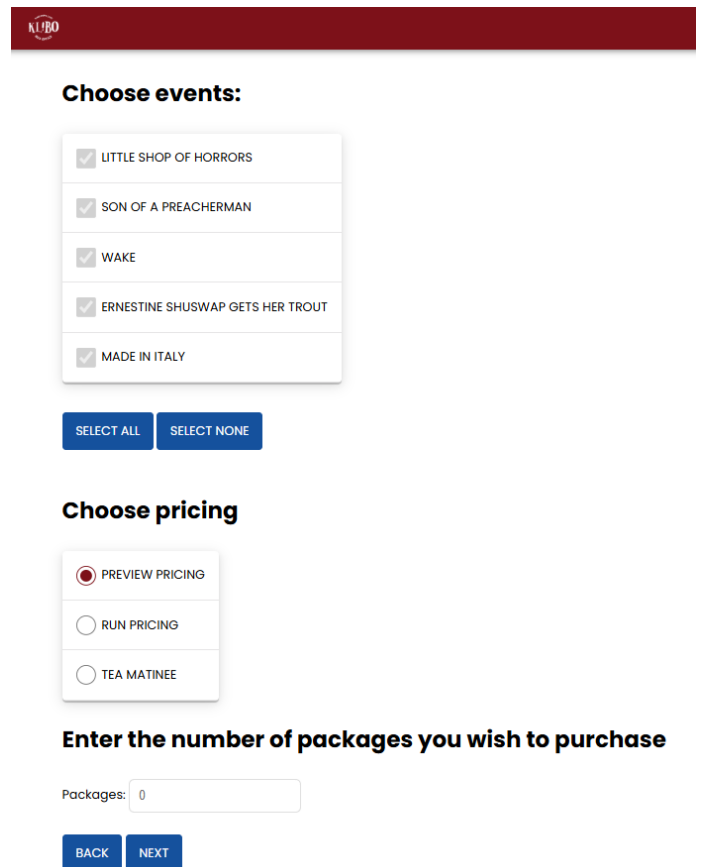 KL!BO
Choose events:
LITTLE SHOP OF HORRORS
SON OF A PREACHERMAN
WAKE
ERNESTINE SHUSWAP GETS HER TROUT
MADE IN ITALY
SELECT ALL SELECT NONE
Choose pricing
PREVIEW PRICING
RUN PRICING
TEA MATINEE
Enter the number of packages you wish to purchase
Packages: 0
BACK NEXT